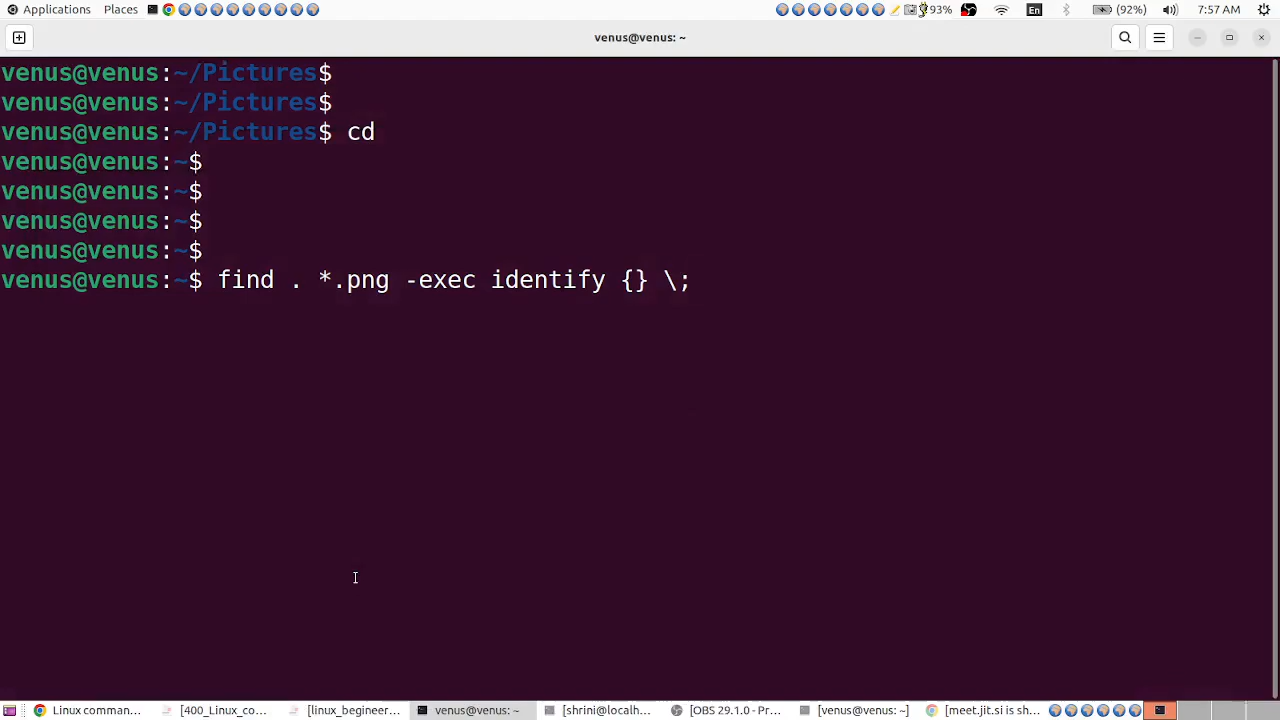 Applications Places 93% En (92%) 7:57 AM
venus@venus: ~
venus@venus:~/Pictures$
venus@venus:~/Pictures$
venus@venus:~/Pictures$ cd
venus@venus:~$
venus@venus:~$
venus@venus:~$
venus@venus:~$
venus@venus:~$ find . *.png -exec identify {} \;
Linux comman... [400_Linux_co... [linux_begineer... venus@venus: ~ [shrini@localh... [OBS 29.1.0 - Pr... [venus@venus: ~] [meet.jit.si is sh...